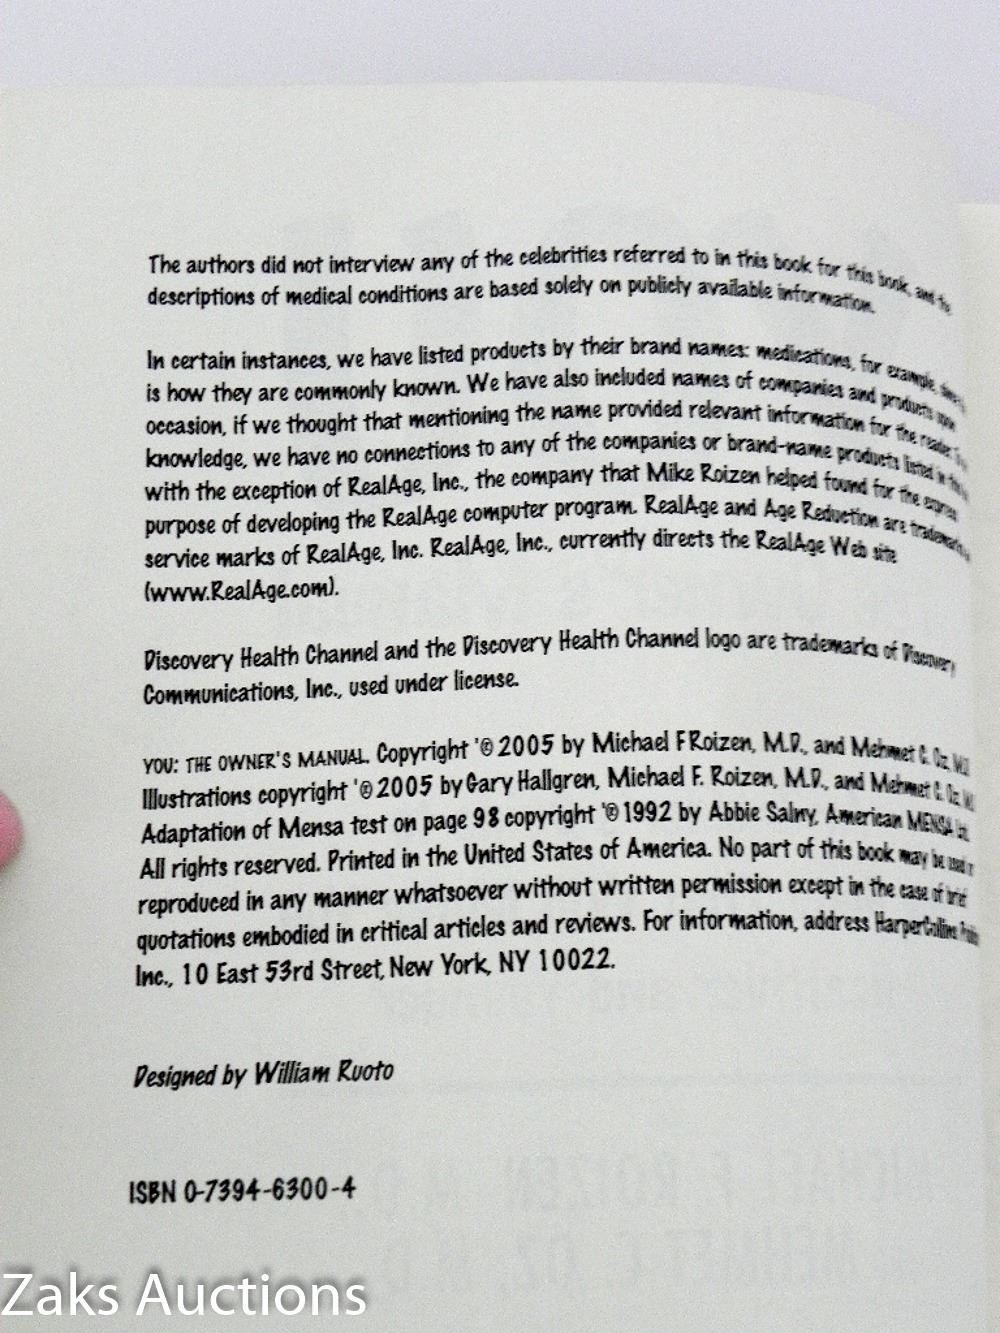 The authors did not interview any of the celebrities referred to in this book for this book, and
descriptions of medical conditions are based solely on publicly available information.
In certain instances, we have listed products by their brand names: medications, for example,
is how they are commonly known. We have also included names of companies and products upon
occasion, if we thought that mentioning the name provided relevant information for the reader.
knowledge, we have no connections to any of the companies or brand-name products listed in this
with the exception of RealAge, Inc., the company that Mike Roizen helped found for the express
purpose of developing the RealAge computer program. RealAge and Age Reduction are trademarks
service marks of RealAge, Inc. RealAge, Inc., currently directs the RealAge Web site
(www.RealAge.com).
Discovery Health Channel and the Discovery Health Channel logo are trademarks of Discovery
Communications, Inc., used under license.
YOU: THE OWNER'S MANUAL. Copyright '© 2005 by Michael F Roizen, M.D., and Mehmet C. Oz, M.D
Illustrations copyright '© 2005 by Gary Hallgren, Michael F. Roizen, M.D., and Mehmet C. Oz,
Adaptation of Mensa test on page 98 copyright '© 1992 by Abbie Salny, American MENSA
All rights reserved. Printed in the United States of America. No part of this book may be used
reproduced in any manner whatsoever without written permission except in the case of brief
quotations embodied in critical articles and reviews. For information, address HarperCollins
Inc., 10 East 53rd Street, New York, NY 10022.
Designed by William Ruoto
ISBN 0-7394-6300-4
Zaks Auctions